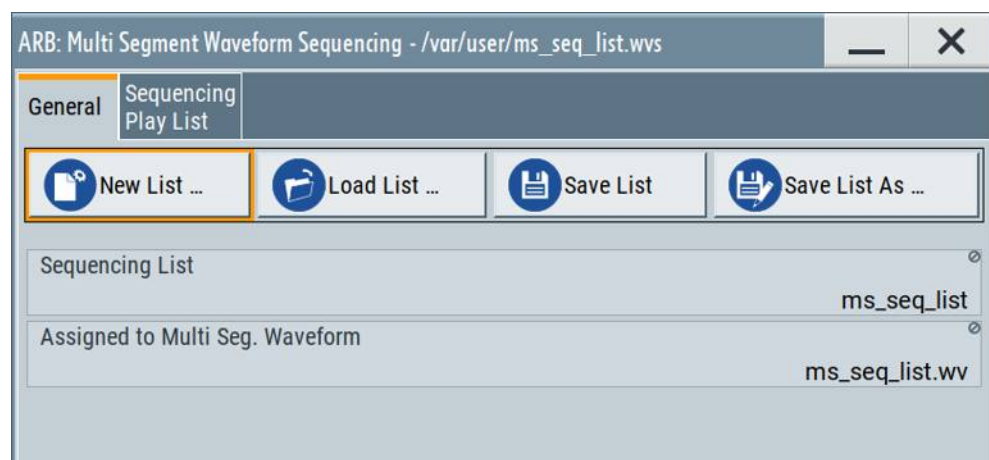 ARB: Multi Segment Waveform Sequencing - /var/user/ms_seq_list.wvs
General
Sequencing
Play List
New List ...
Load List ...
Save List
Save List As ...
Sequencing List
ms_seq_list
Assigned to Multi Seg. Waveform
ms_seq_list.wv